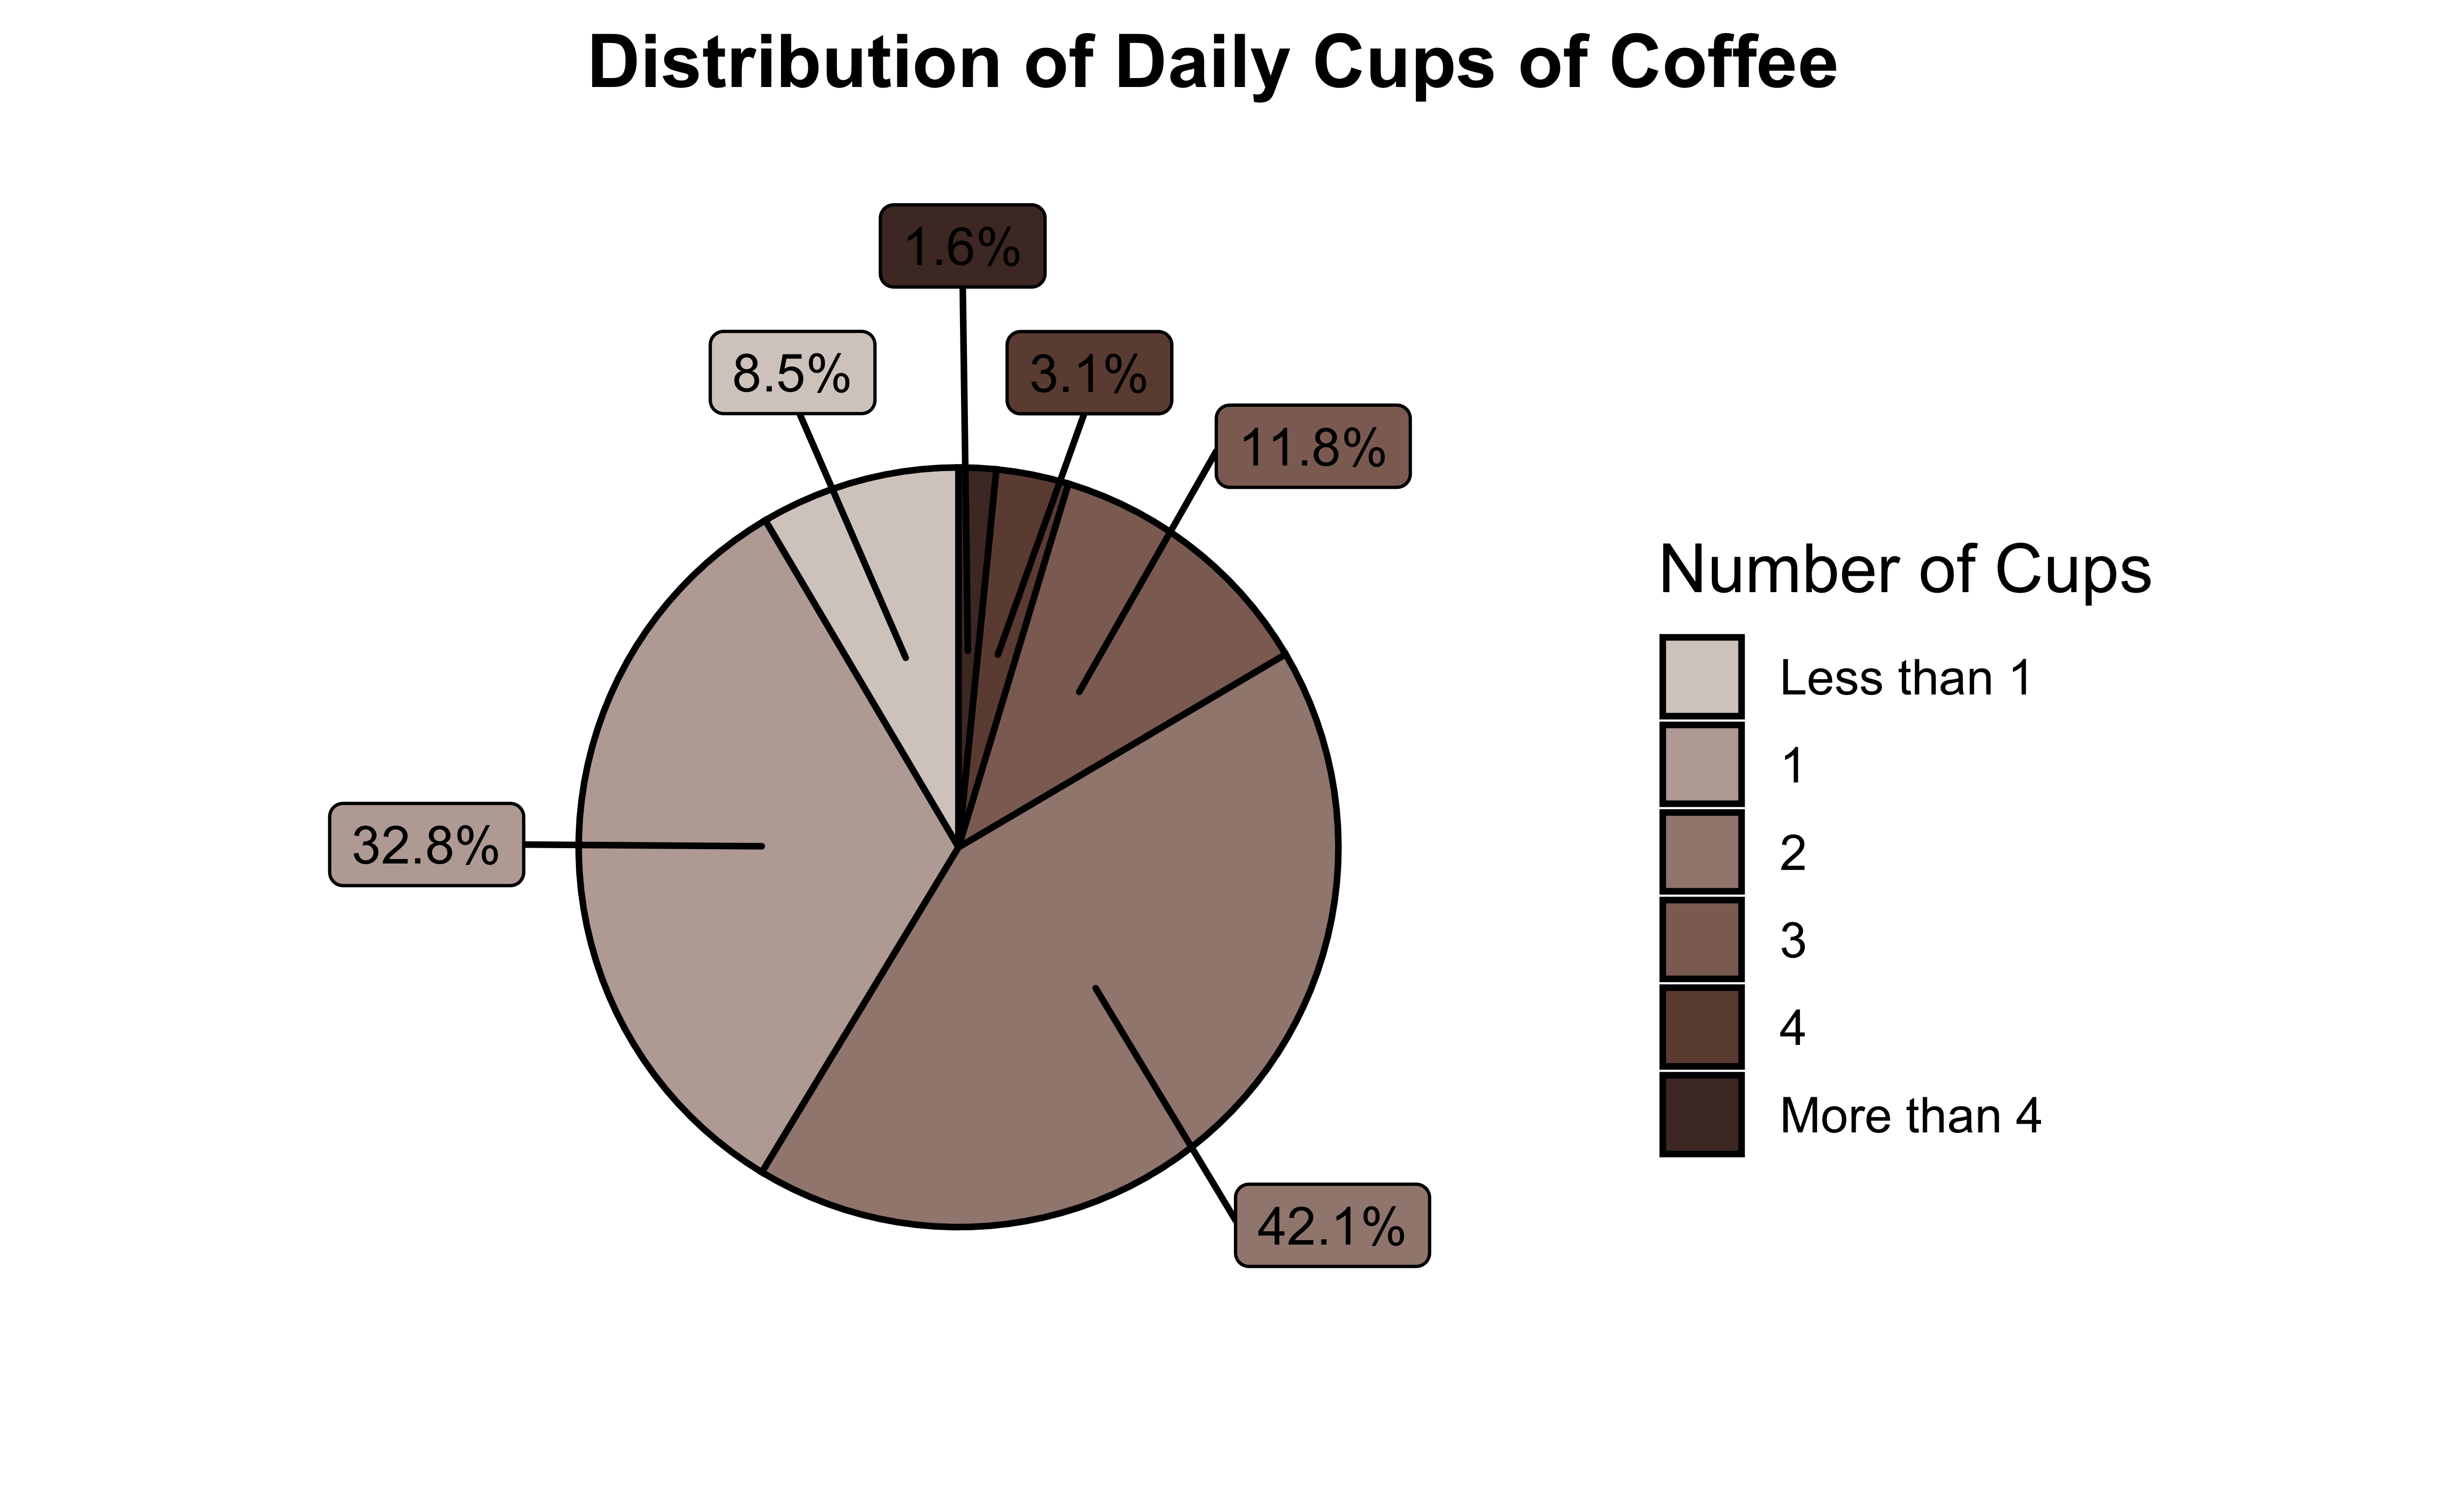 Distribution of Daily Cups of Coffee
1.6%
8.5%
3.1%
11.8%
32.8%
42.1%
Number of Cups
Less than 1
1
2
3
4
More than 4